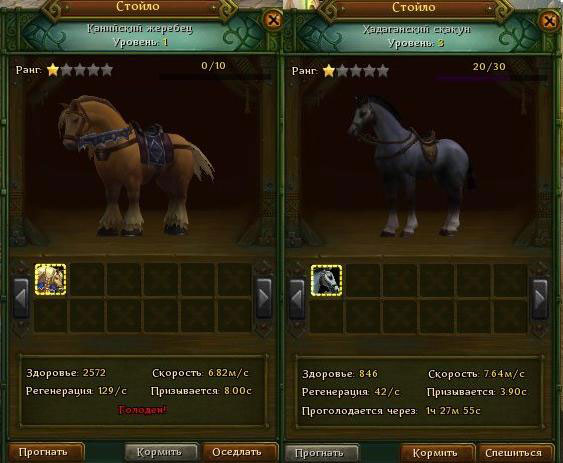 Стойло
Канийский жеребец
Уровень: 1
Ранг:
0/10
Здоровье: 2572
Скорость: 6.82м/с
Регенерация: 129/с
Призывается: 8.00с
Голоден!
Прогнать
Кормить
Оседлать
Стойло
Хадаганский скакун
Уровень: 3
Ранг:
20/30
Здоровье: 846
Скорость: 7.64м/с
Регенерация: 42/с
Призывается: 3.90с
Проголодается через: 1ч 27м 55с
Прогнать
Кормить
Спешиться